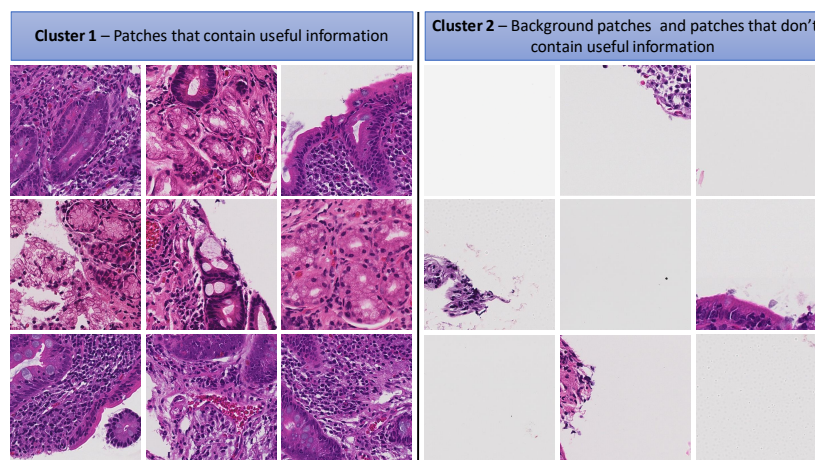 Cluster 1 – Patches that contain useful information
Cluster 2 – Background patches and patches that don't
contain useful information